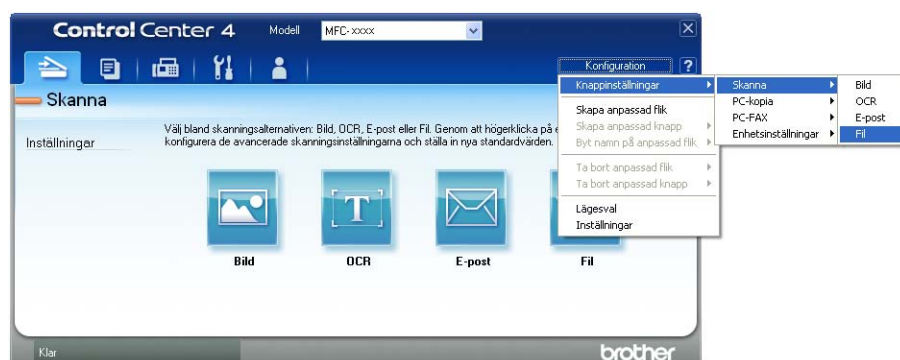 Control Center 4 Modell MFC- xxxx
Konfiguration ?
Knappinställningar
Skapa anpassad flik
Skapa anpassad knapp
Byt namn på anpassad flik
Ta bort anpassad flik
Ta bort anpassad knapp
Lägesval
Inställningar
Skanna
PC-kopia
PC-FAX
Enhetsinställningar
Bild
OCR
E-post
Fil
Skanna
Inställningar
Välj bland skanningsalternativen: Bild, OCR, E-post eller Fil. Genom att högerklicka på
konfigurera de avancerade skanningsinställningarna och ställa in nya standardvärden.
T
Bild OCR E-post Fil
Klar brother